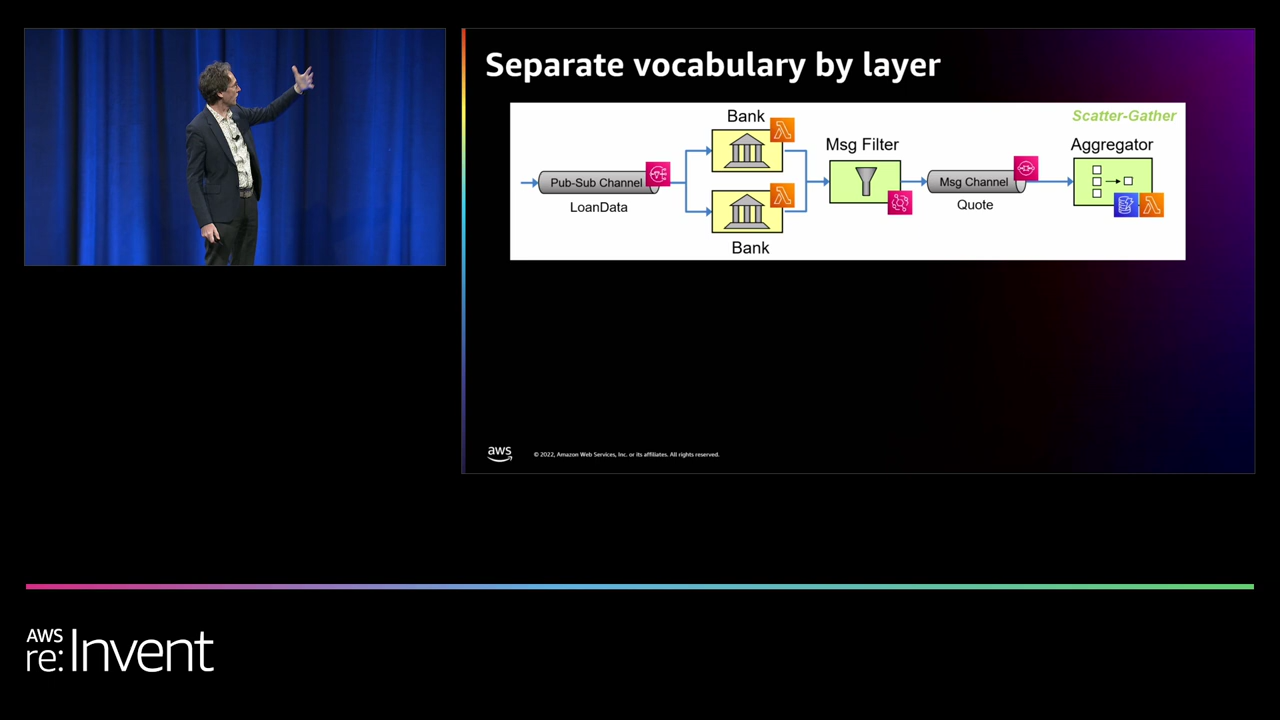 Separate vocabulary by layer
Scatter-Gather
Bank
Msg Filter
Aggregator
Pub-Sub Channel
LoanData
Msg Channel
Quote
Bank
aws
© 2022, Amazon Web Services, Inc. or its affiliates. All rights reserved.
AWS
re:Invent